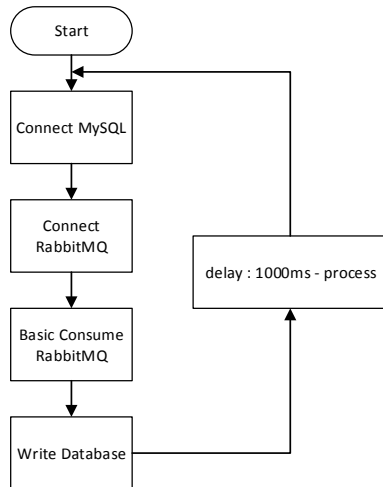 Start
Connect MySQL
Connect
RabbitMQ
delay : 1000ms - process
Basic Consume
RabbitMQ
Write Database